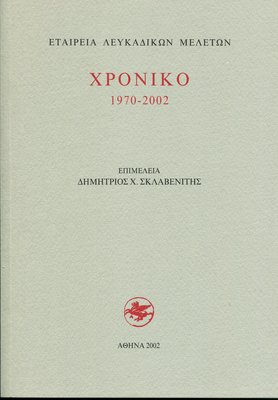 ΕΤΑΙΡΕΙΑ ΛΕΥΚΑΔΙΚΩΝ ΜΕΛΕΤΩΝ
ΧΡΟΝΙΚΟ
1970-2002
ΕΠΙΜΕΛΕΙΑ
ΔΗΜΗΤΡΙΟΣ Χ. ΣΚΛΑΒΕΝΙΤΗΣ
ΑΘΗΝΑ 2002